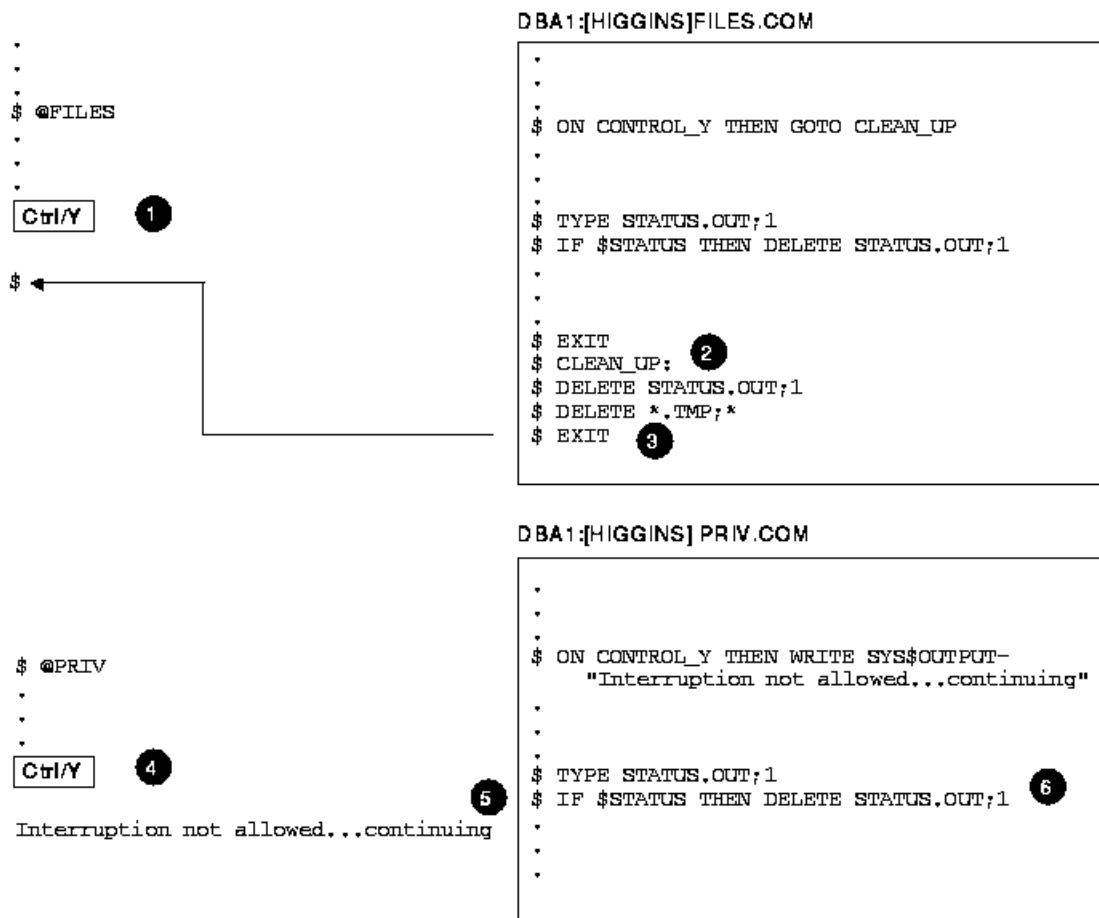 DBA1:[HIGGINS]FILES.COM
.
.
.
$ @FILES
.
.
.
Ctrl/Y 1
$
.
.
.
$ ON CONTROL_Y THEN GOTO CLEAN_UP
.
.
.
$ TYPE STATUS.OUT;1
$ IF $STATUS THEN DELETE STATUS.OUT;1
.
.
.
$ EXIT
$ CLEAN_UP: 2
$ DELETE STATUS.OUT;1
$ DELETE *.TMP;*
$ EXIT 3
DBA1:[HIGGINS] PRIV.COM
$ @PRIV
.
.
.
Ctrl/Y 4
Interruption not allowed...continuing
.
.
.
$ ON CONTROL_Y THEN WRITE SYS$OUTPUT-
"Interruption not allowed...continuing"
.
.
.
$ TYPE STATUS.OUT;1
5 $ IF $STATUS THEN DELETE STATUS.OUT;1 6
.
.
.